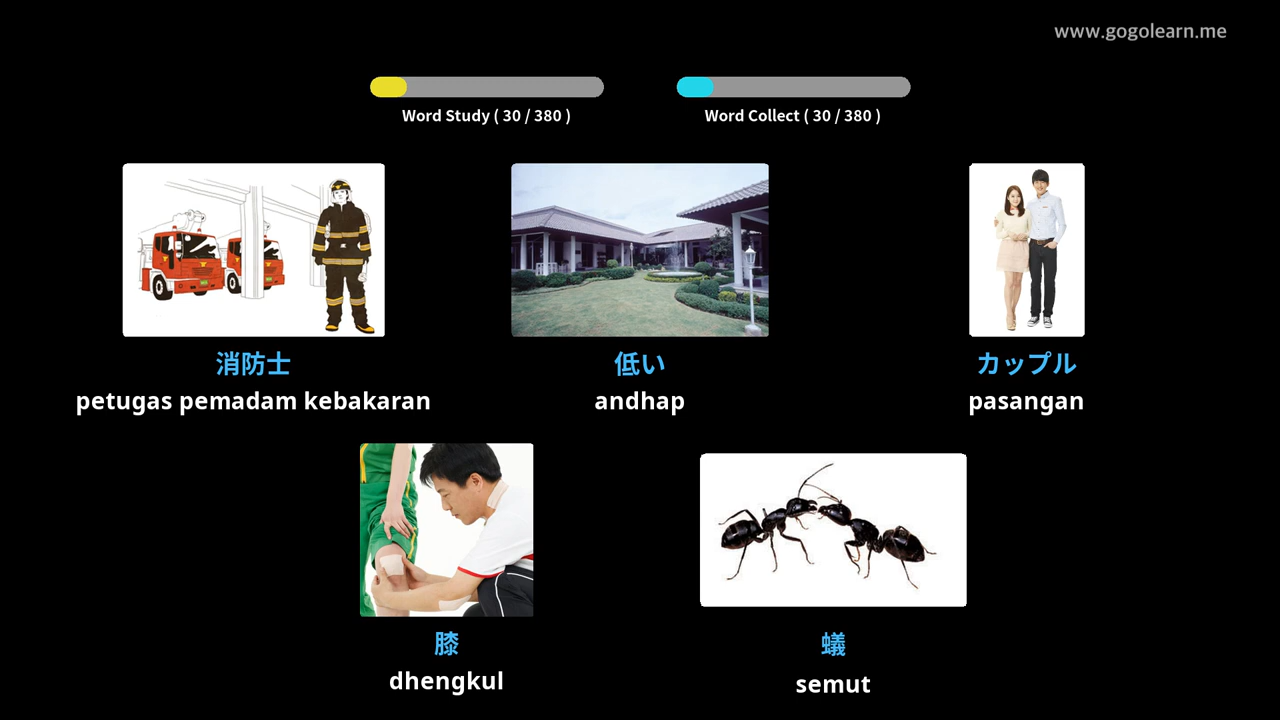 www.gogolearn.me
Word Study ( 30 / 380 )
Word Collect ( 30 / 380 )
消防士
petugas pemadam kebakaran
低い
andhap
カップル
pasangan
膝
dhengkul
蟻
semut